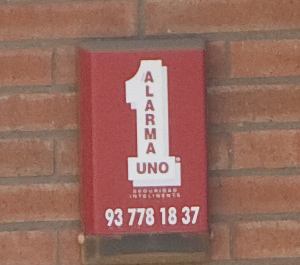 ALARMA
UNO
SEGURIDAD
INTELIGENTE
93 778 18 37